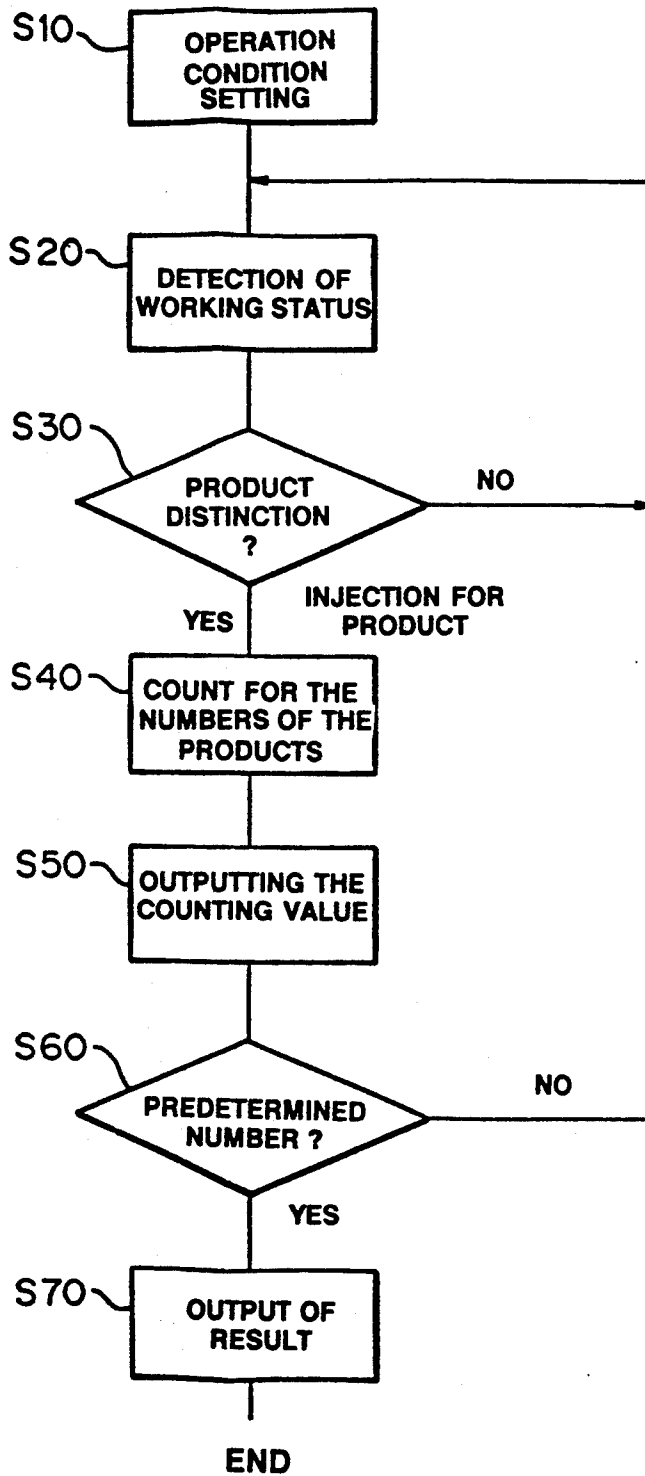 S10
OPERATION
CONDITION
SETTING
S20
DETECTION OF
WORKING STATUS
S30
PRODUCT
DISTINCTION
?
NO
YES
INJECTION FOR
PRODUCT
S40
COUNT FOR THE
NUMBERS OF THE
PRODUCTS
S50
OUTPUTTING THE
COUNTING VALUE
S60
PREDETERMINED
NUMBER ?
NO
YES
S70
OUTPUT OF
RESULT
END